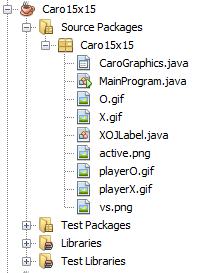 Caro15x15
Source Packages
Caro15x15
CaroGraphics.java
MainProgram.java
O.gif
X.gif
XOJLabel.java
active.png
playerO.gif
playerX.gif
vs.png
Test Packages
Libraries
Test Libraries